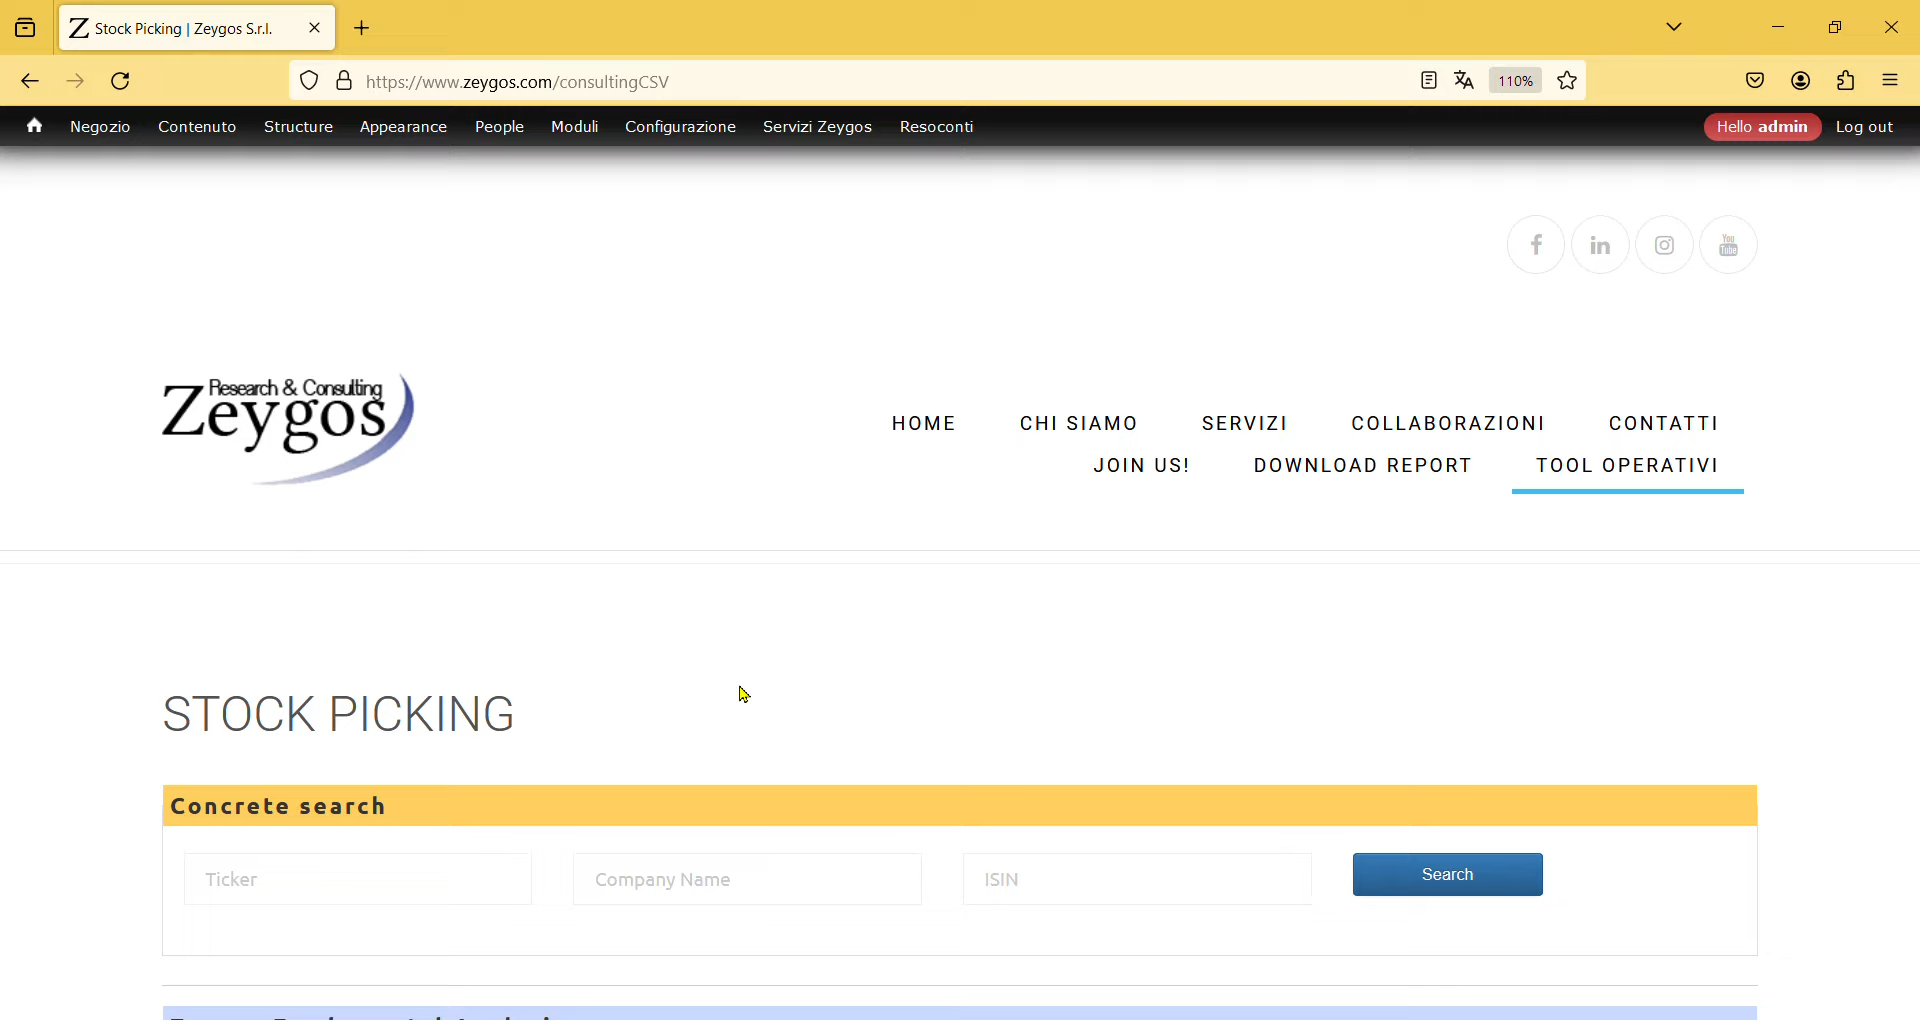 Stock Picking | Zeygos S.r.l.
https://www.zeygos.com/consultingCSV
110%
Negozio Contenuto Structure Appearance People Moduli Configurazione Servizi Zeygos Resoconti Hello admin Log out
You Tube
Research & Consulting
Zeygos
HOME CHI SIAMO SERVIZI COLLABORAZIONI CONTATTI
JOIN US! DOWNLOAD REPORT TOOL OPERATIVI
STOCK PICKING
Concrete search
Ticker Company Name ISIN Search